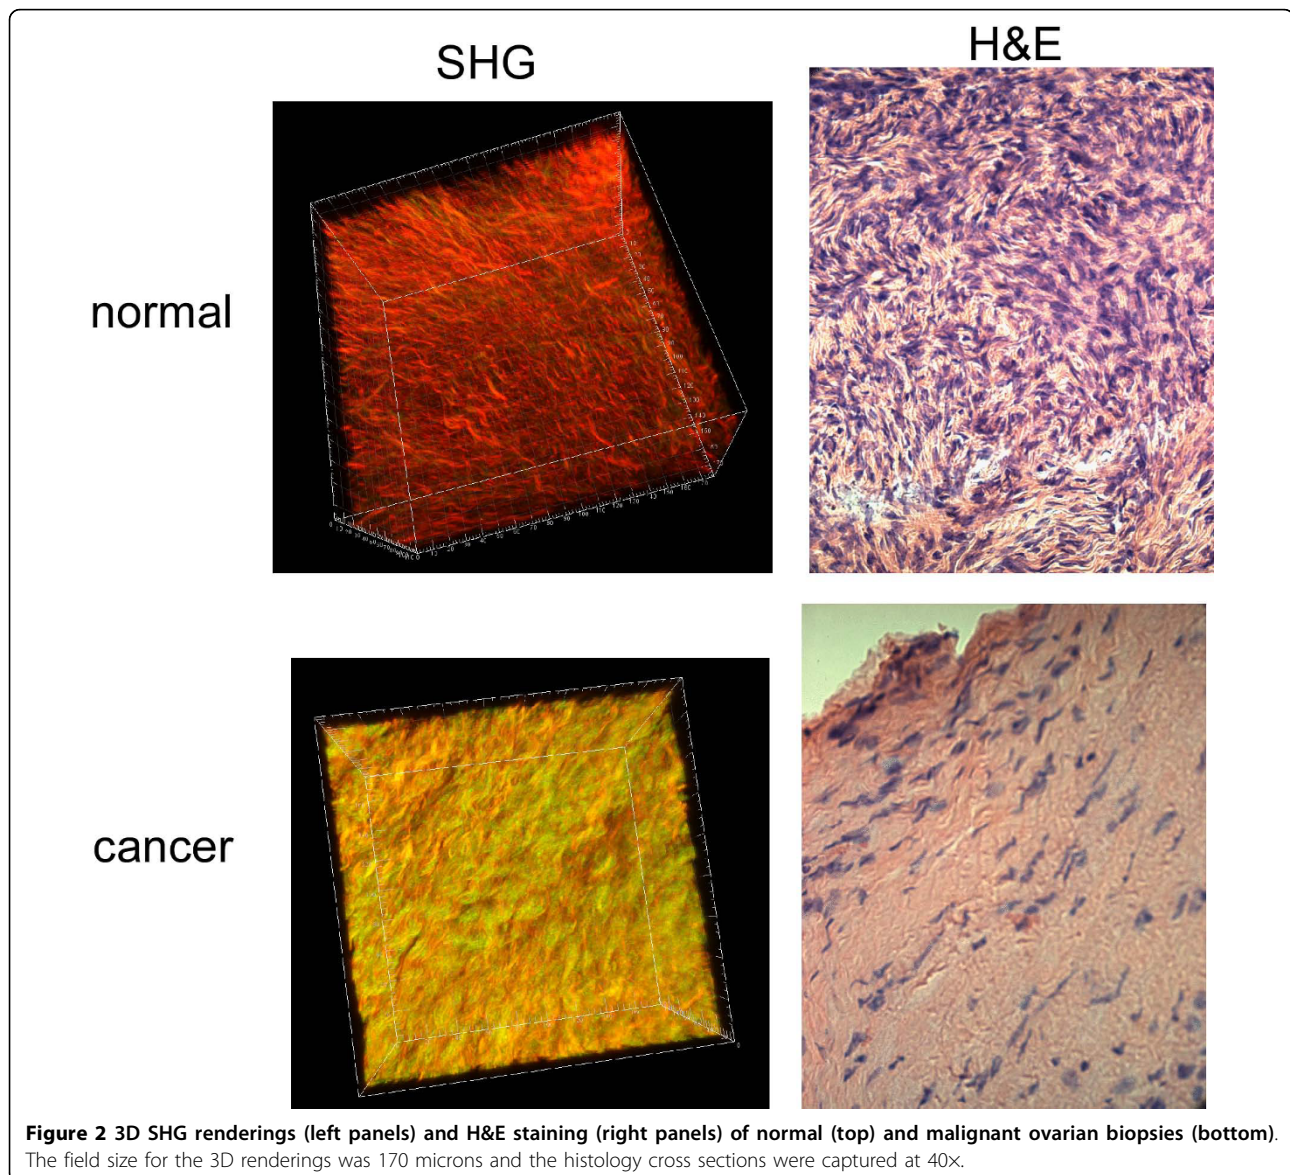 SHG
H&E
normal
cancer
Figure 2 3D SHG renderings (left panels) and H&E staining (right panels) of normal (top) and malignant ovarian biopsies (bottom).
The field size for the 3D renderings was 170 microns and the histology cross sections were captured at 40×.